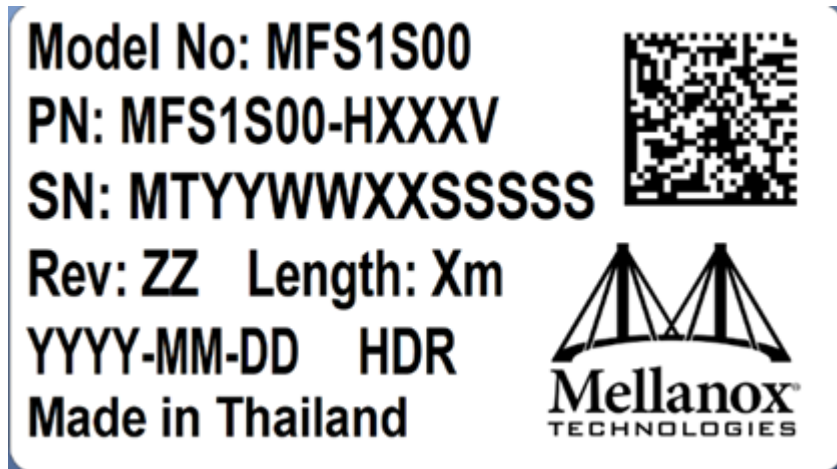 Model No: MFS1S00
PN: MFS1S00-HXXXV
SN: MTYYWWXXSSSSS
Rev: ZZ Length: Xm
YYYY-MM-DD HDR
Made in Thailand
Mellanox
TECHNOLOGIES